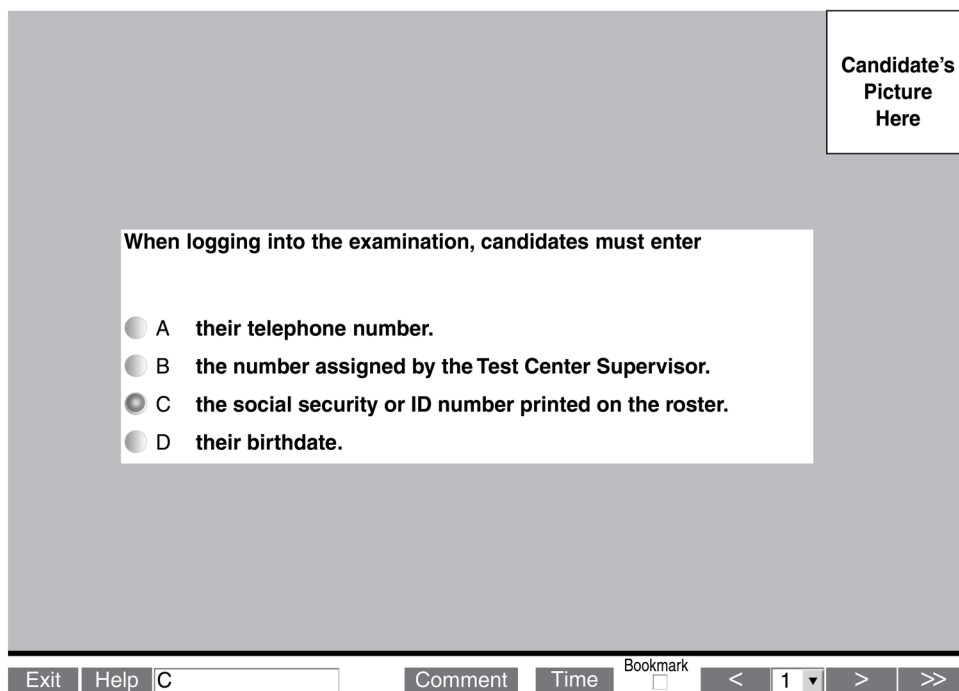 Candidate's
Picture
Here
When logging into the examination, candidates must enter
A their telephone number.
B the number assigned by the Test Center Supervisor.
C the social security or ID number printed on the roster.
D their birthdate.
Bookmark
Exit Help C Comment Time < 1 ▼ > >>